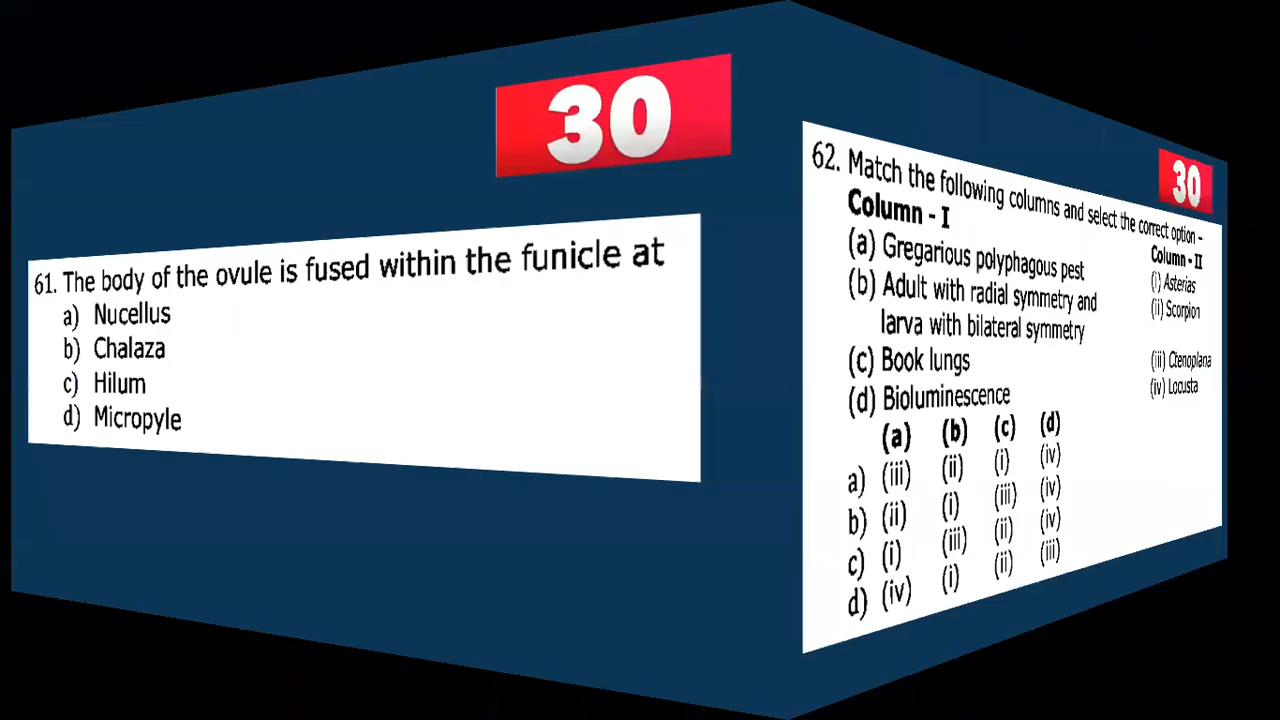 30
61. The body of the ovule is fused within the funicle at
a) Nucellus
b) Chalaza
c) Hilum
d) Micropyle
30
62. Match the following columns and select the correct option –
Column - I Column - II
(a) Gregarious polyphagous pest (i) Asterias
(b) Adult with radial symmetry and (ii) Scorpion
larva with bilateral symmetry
(c) Book lungs (iii) Ctenoplana
(d) Bioluminescence (iv) Locusta
(a) (b) (c) (d)
a) (iii) (ii) (i) (iv)
b) (ii) (i) (iii) (iv)
c) (i) (iii) (ii) (iv)
d) (iv) (i) (ii) (iii)